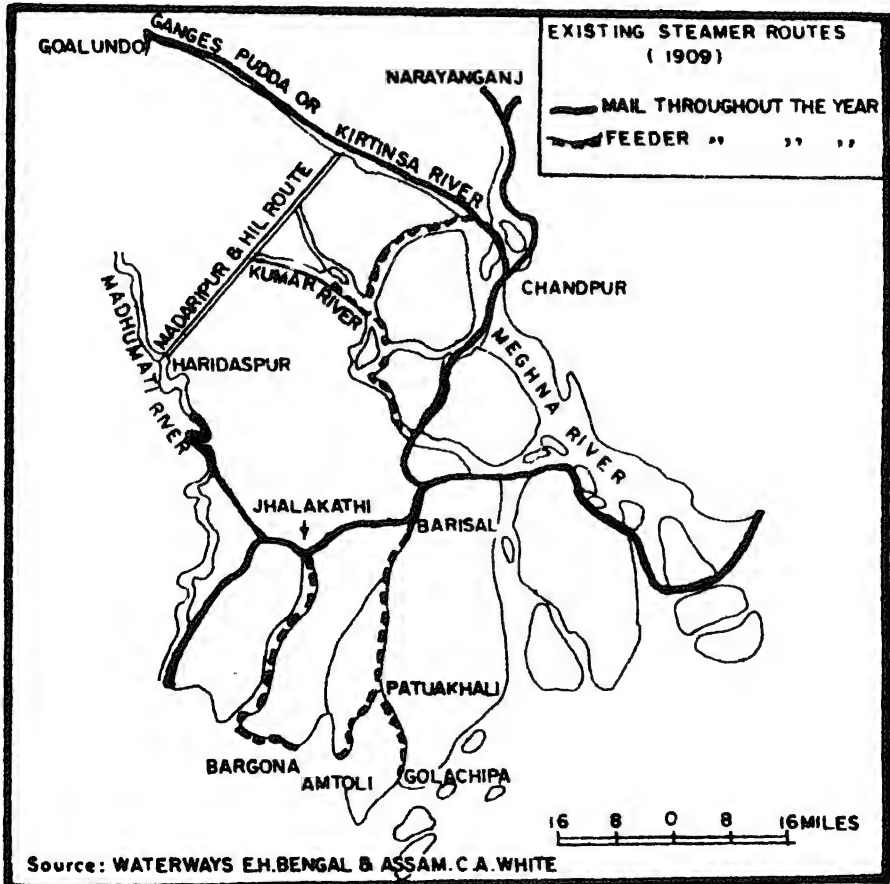 EXISTING STEAMER ROUTES
( 1909)
MAIL THROUGHOUT THE YEAR
FEEDER ,, ,, ,,
GOALUNDO
GANGES PUDDA OR
KIRTINSA RIVER
NARAYANGANJ
MADARIPUR & HIL ROUTE
KUMAR RIVER
CHANDPUR
MADHUMATI RIVER
HARIDASPUR
MEGHNA RIVER
JHALAKATHI
BARISAL
PATUAKHALI
BARGONA
AMTOLI
GOLACHIPA
16 8 0 8 16 MILES
Source: WATERWAYS E.H.BENGAL & ASSAM.C.A.WHITE